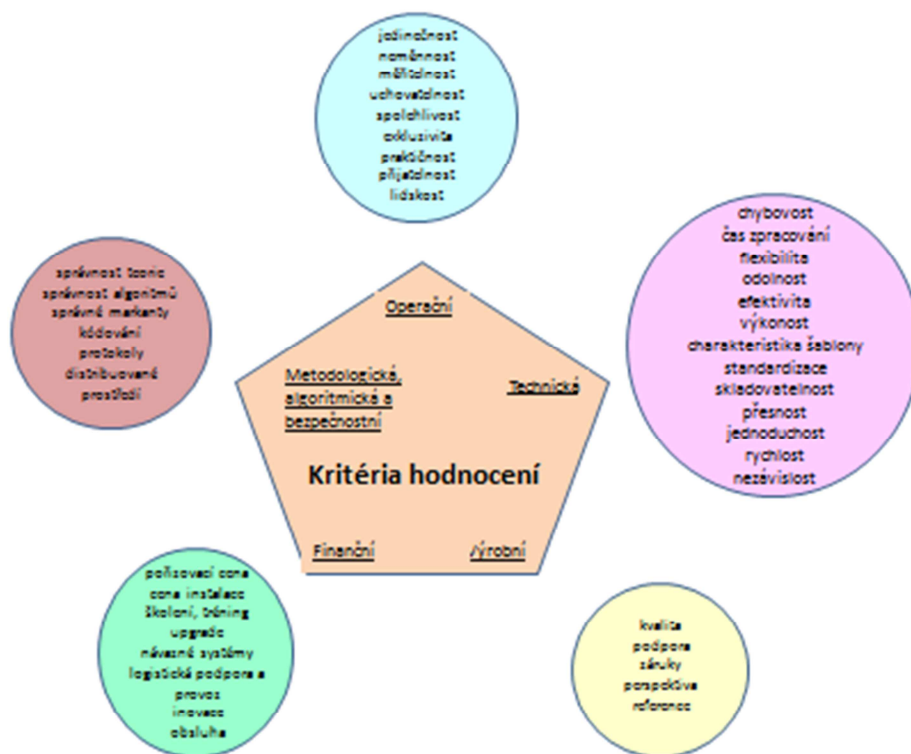 jedinečnost
neměnnost
měřitelnost
uchovatelnost
spolehlivost
exkluzivita
praktičnost
přijatelnost
lidskost
chybovost
čas zpracování
flexibilita
odolnost
efektivita
výkonost
charakteristika šablony
standardizace
skladovatelnost
přesnost
jednoduchost
rychlost
nezávislost
správnost teorie
správnost algoritmů
správné markanty
kódování
protokoly
distribuované
prostředí
Operační
Metodologická,
algoritmická a
bezpečnostní
Technická
Kritéria hodnocení
Finanční
Výrobní
pořizovací cena
cena instalace
školení, tréning
upgrade
návazné systémy
logistická podpora a
provoz
inovace
obsluha
kvalita
podpora
záruky
perspektiva
reference